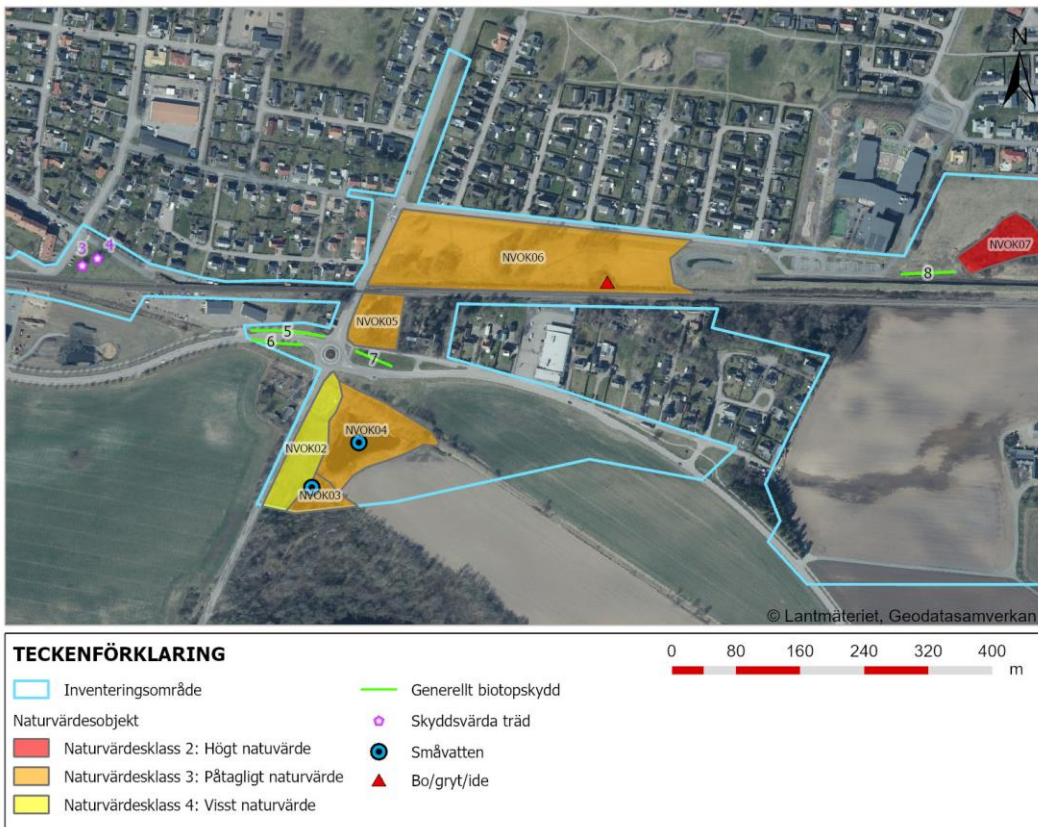 N
3
4
NVOK06
NVOK07
8
NVOK05
5
6
7
NVOK02
NVOK04
NVOK03
© Lantmäteriet, Geodatasamverkan
TECKENFÖRKLARING
Inventeringsområde
Naturvärdesobjekt
Naturvärdesklass 2: Högt natuvärde
Naturvärdesklass 3: Påtagligt naturvärde
Naturvärdesklass 4: Visst naturvärde
Generellt biotopskydd
Skyddsvärda träd
Småvatten
Bo/gryt/ide
0 80 160 240 320 400
m